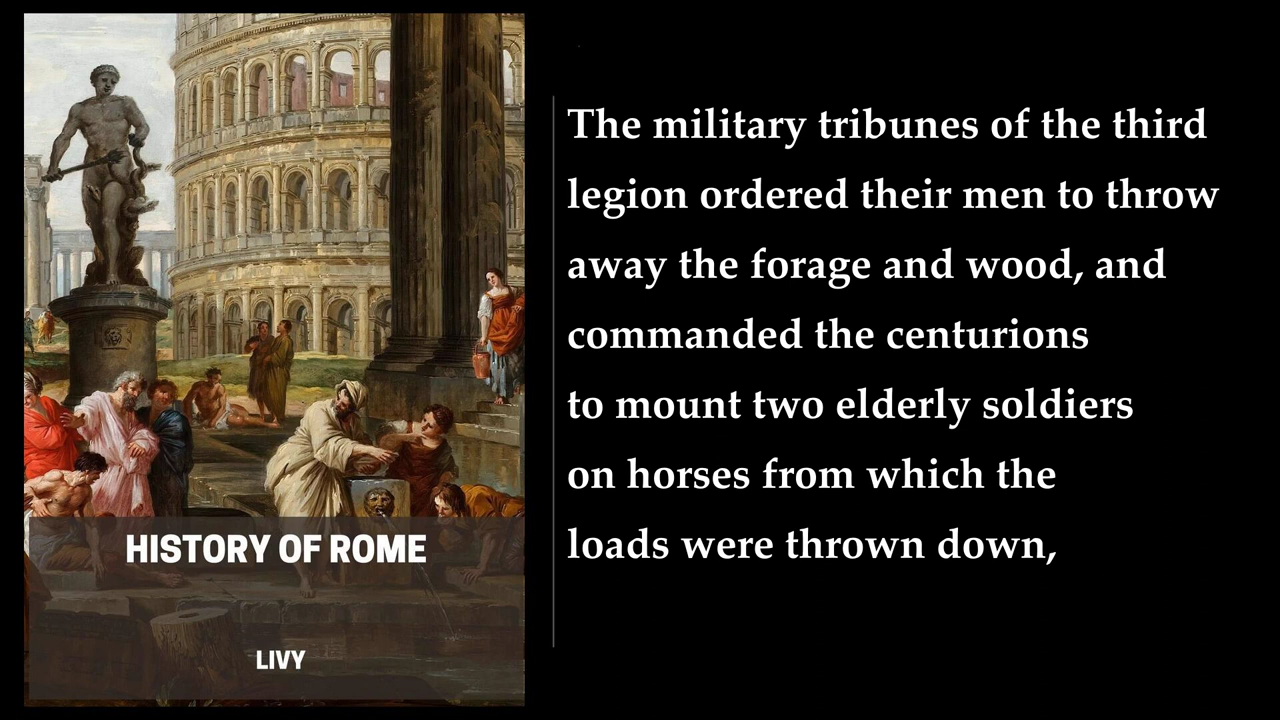 HISTORY OF ROME
LIVY
The military tribunes of the third
legion ordered their men to throw
away the forage and wood, and
commanded the centurions
to mount two elderly soldiers
on horses from which the
loads were thrown down,